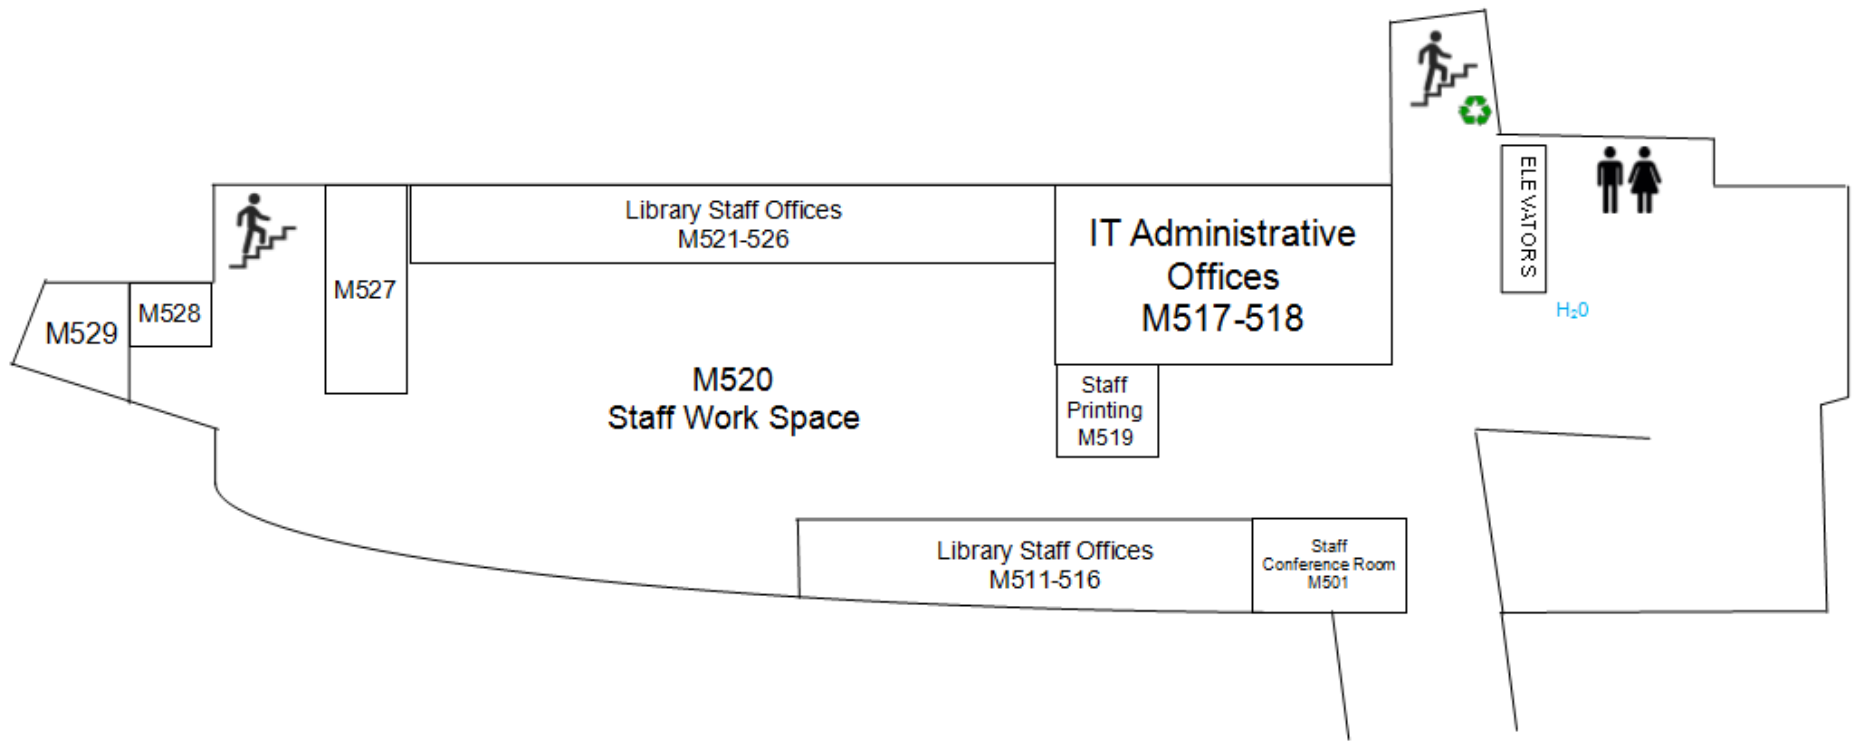 ELEVATORS
Library Staff Offices
M521-526
IT Administrative
Offices
M517-518
M527
M528
M529
H₂0
M520
Staff Work Space
Staff
Printing
M519
Library Staff Offices
M511-516
Staff
Conference Room
M501